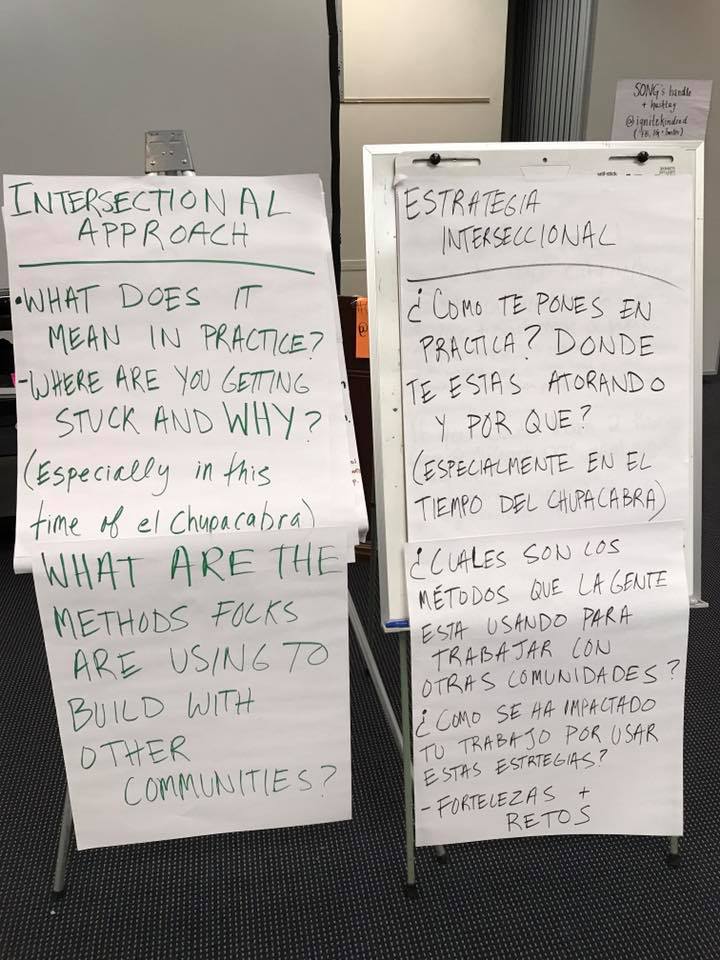 INTERSECTIONAL
APPROACH
•WHAT DOES IT
MEAN IN PRACTICE?
-WHERE ARE YOU GETTING
STUCK AND WHY?
(Especially in this
time of el Chupacabra)
WHAT ARE THE
METHODS FOLKS
ARE USING TO
BUILD WITH
OTHER
COMMUNITIES?
ESTRATEGIA
INTERSECCIONAL
¿COMO TE PONES EN
PRACTICA? DONDE
TE ESTAS ATORANDO
Y POR QUE?
(ESPECIALMENTE EN EL
TIEMPO DEL CHUPACABRA)
¿CUALES SON LOS
MÉTODOS QUE LA GENTE
ESTA USANDO PARA
TRABAJAR CON
OTRAS COMUNIDADES?
¿COMO SE HA IMPACTADO
TU TRABAJO POR USAR
ESTAS ESTRTEGIAS?
- FORTELEZAS +
RETOS
SONG's handle
+ hashtag
@ignitekindred